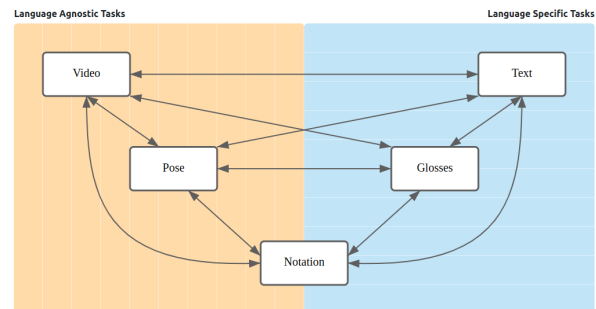 Language Agnostic Tasks
Language Specific Tasks
Video
Text
Pose
Glosses
Notation